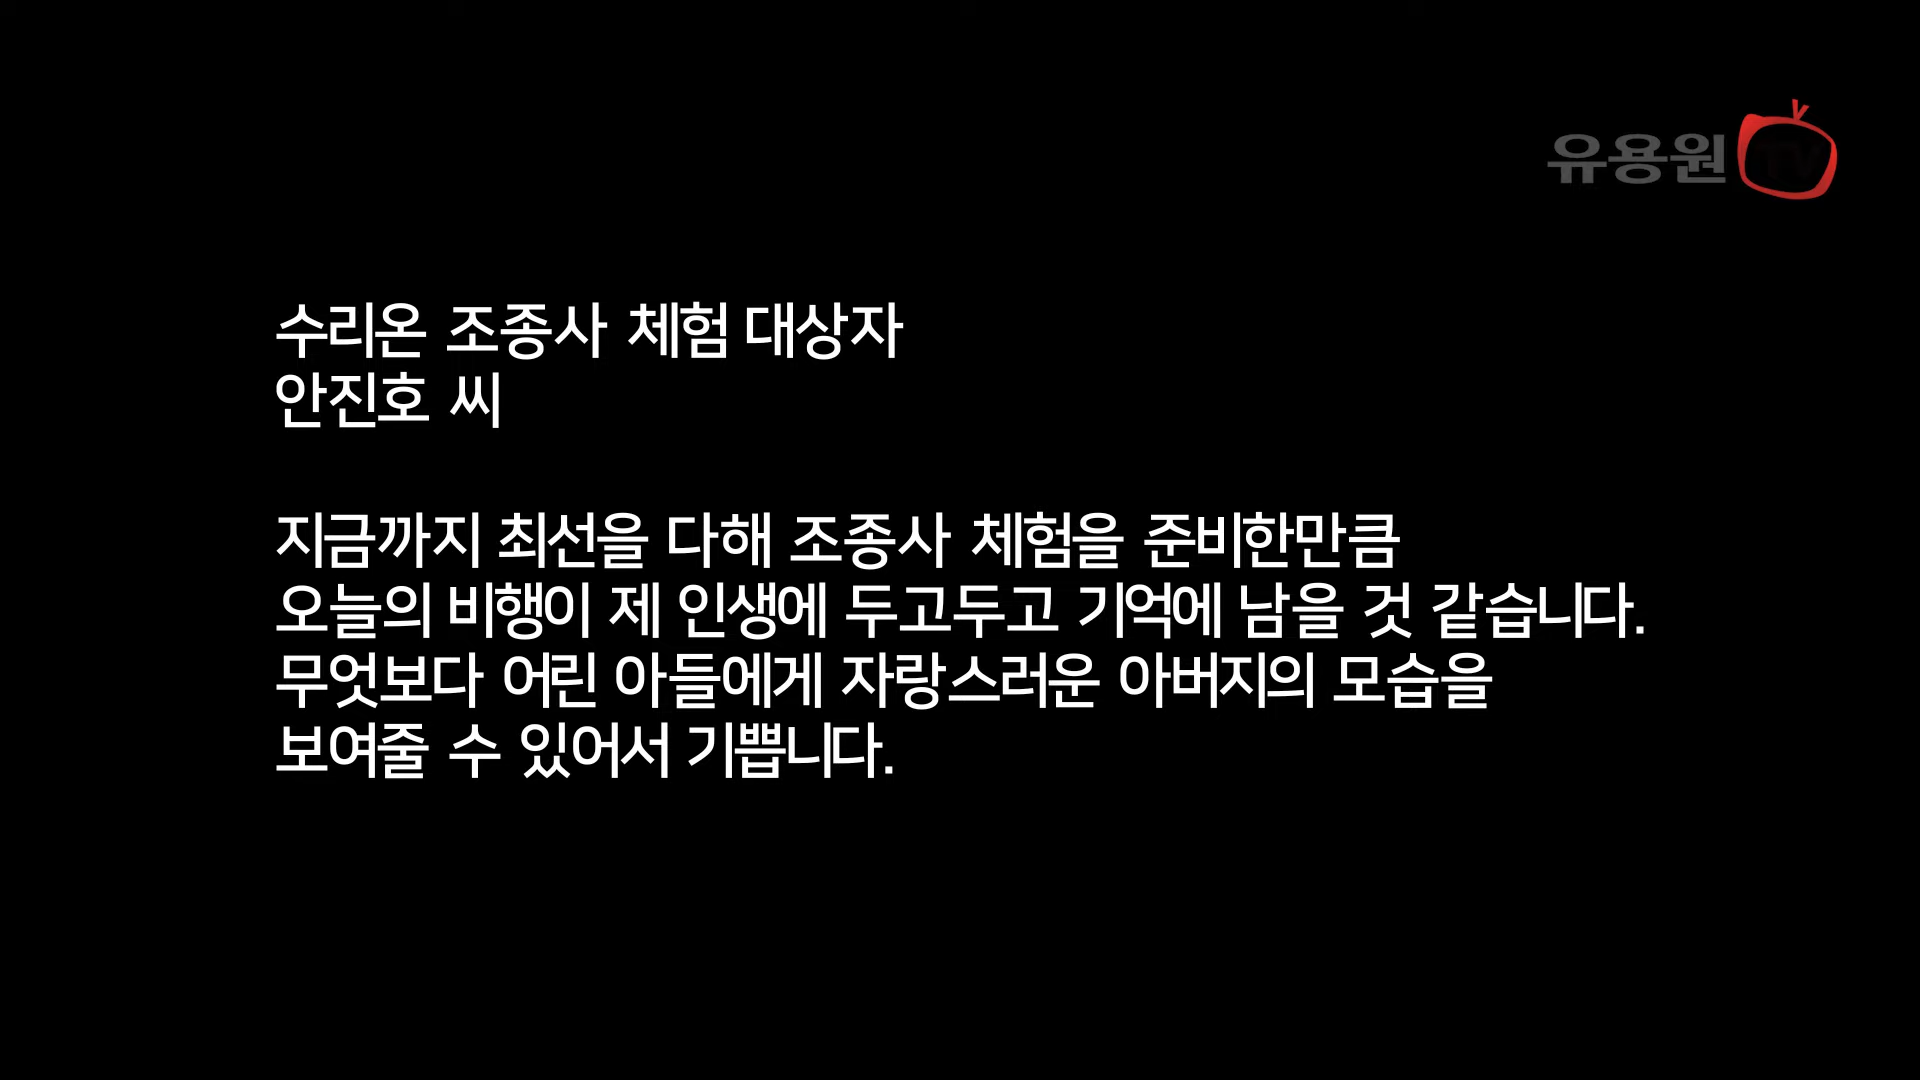 유용원 TV
수리온 조종사 체험 대상자
안진호 씨
지금까지 최선을 다해 조종사 체험을 준비한만큼
오늘의 비행이 제 인생에 두고두고 기억에 남을 것 같습니다.
무엇보다 어린 아들에게 자랑스러운 아버지의 모습을
보여줄 수 있어서 기쁩니다.